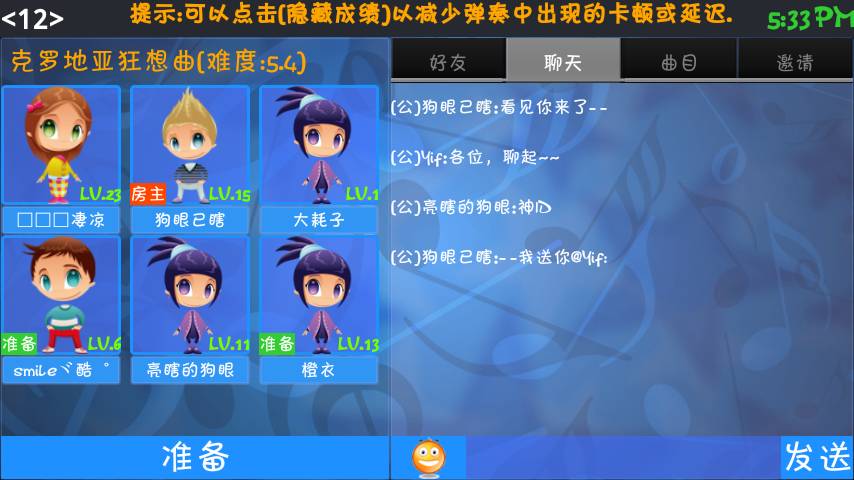 <12>
提示:可以点击(隐藏成绩)以减少弹奏中出现的卡顿或延迟.
5:33 PM
克罗地亚狂想曲(难度:5.4)
好友
聊天
曲目
邀请
LV.23
房主
LV.15
LV.1
□□□凄凉
狗眼已瞎
大耗子
准备
LV.6
LV.11
准备
LV.13
smileヾ酷゜
亮瞎的狗眼
橙衣
(公)狗眼已瞎:看见你来了--
(公)Yif:各位，聊起~~
(公)亮瞎的狗眼:神ID
(公)狗眼已瞎:--我送你@Yif:
准备
发送